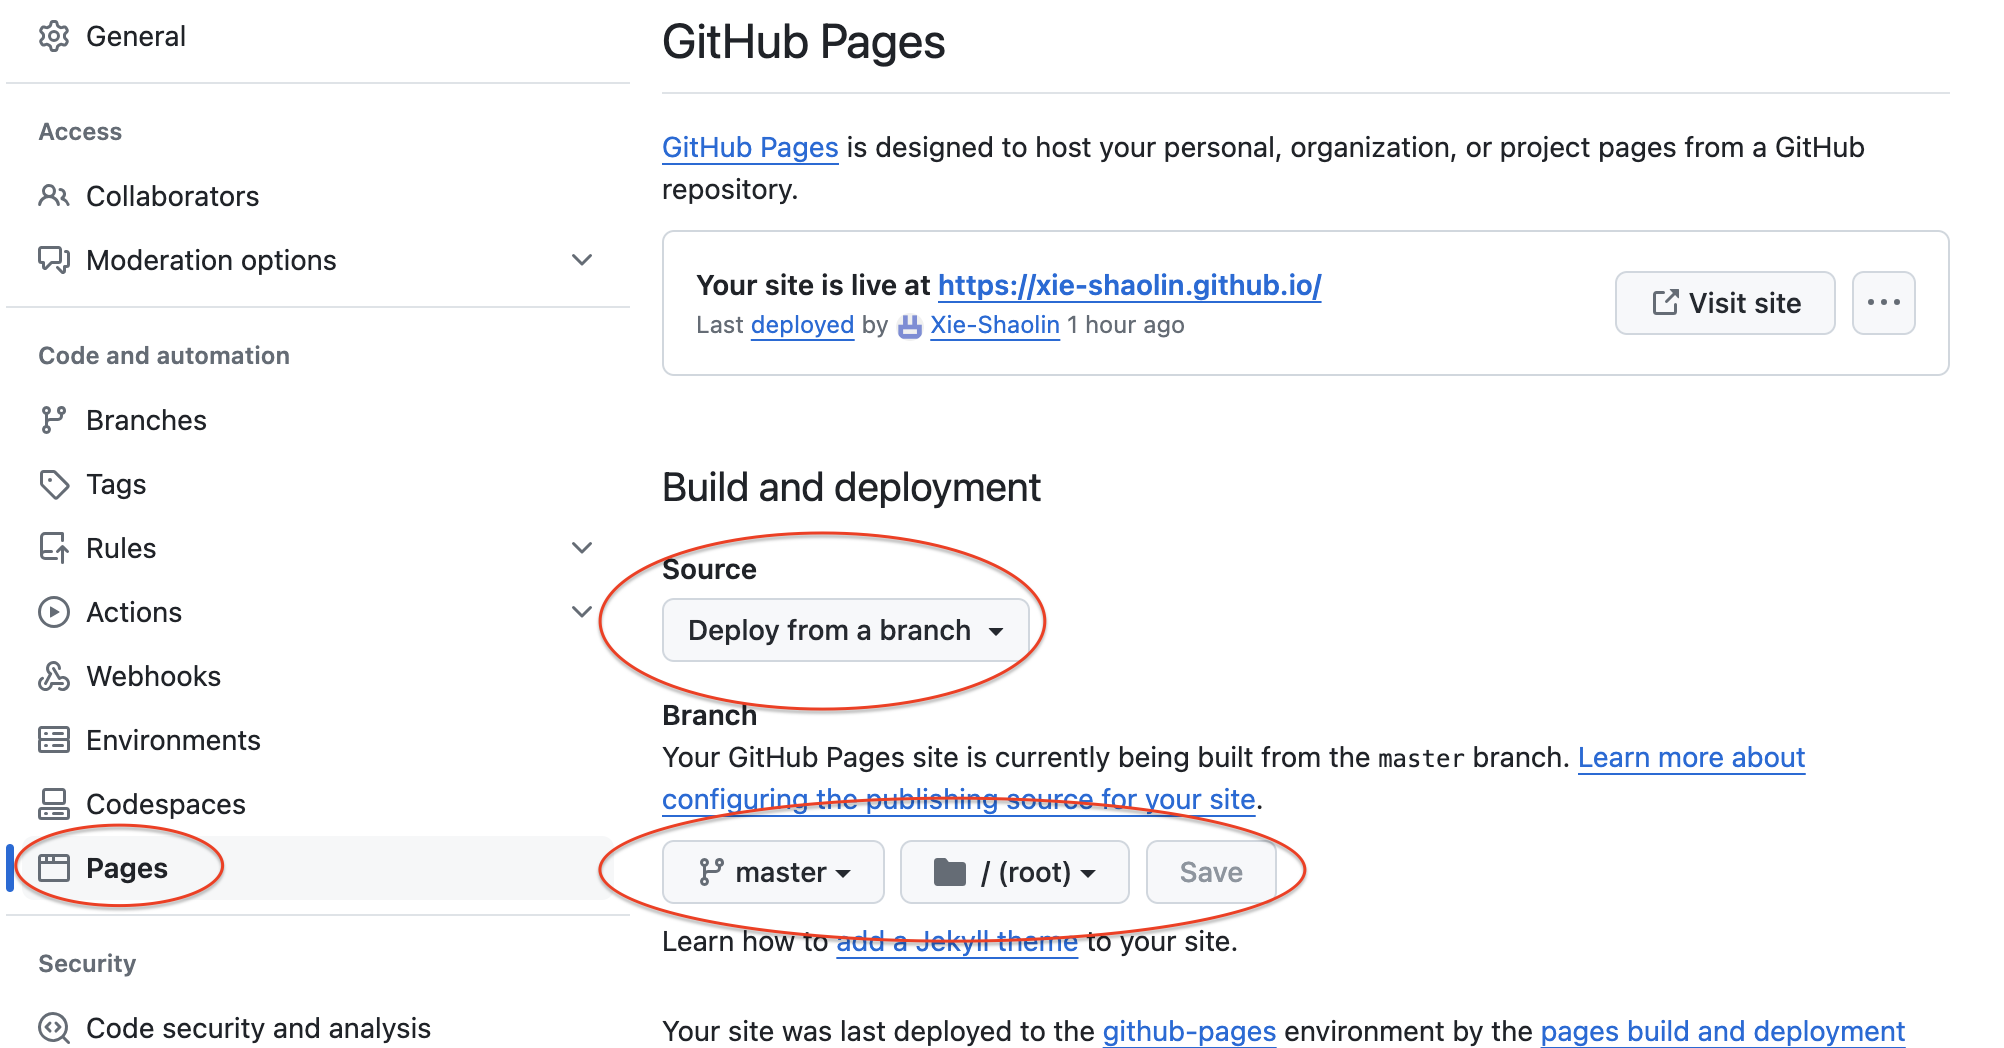 General
Access
Collaborators
Moderation options
Code and automation
Branches
Tags
Rules
Actions
Webhooks
Environments
Codespaces
Pages
Security
Code security and analysis
GitHub Pages
GitHub Pages is designed to host your personal, organization, or project pages from a GitHub
repository.
Your site is live at https://xie-shaolin.github.io/
Last deployed by Xie-Shaolin 1 hour ago
Visit site
Build and deployment
Source
Deploy from a branch
Branch
Your GitHub Pages site is currently being built from the master branch. Learn more about
configuring the publishing source for your site.
master / (root) Save
Learn how to add a Jekyll theme to your site.
Your site was last deployed to the github-pages environment by the pages build and deployment